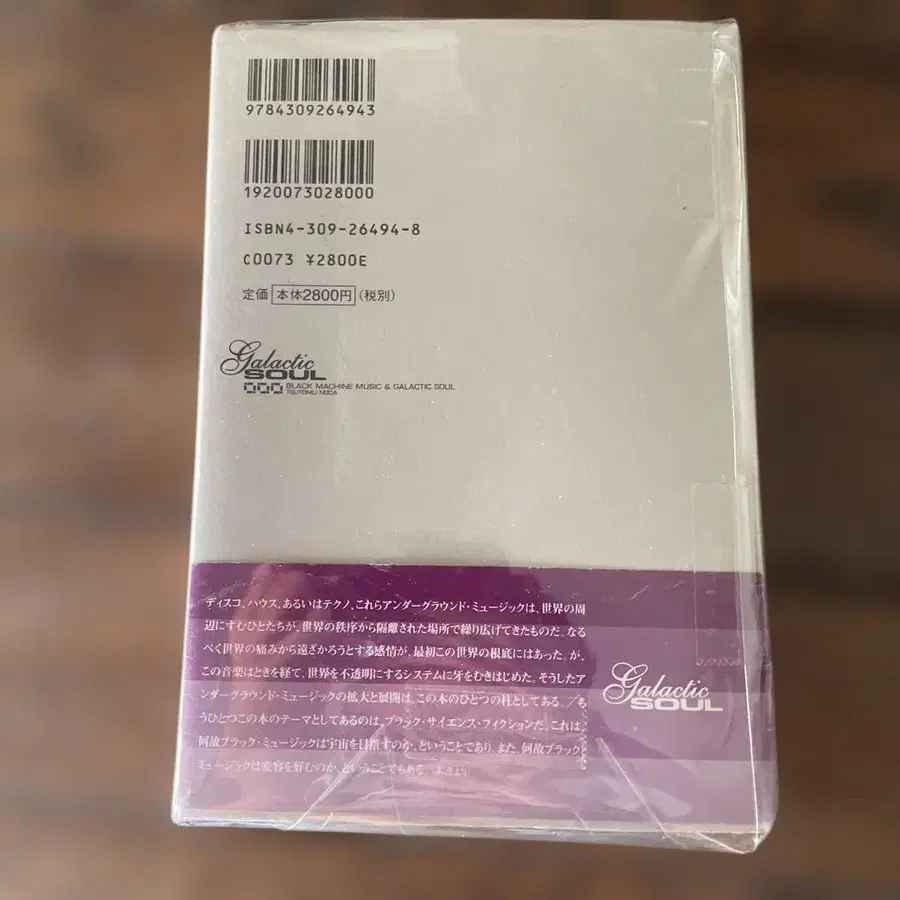 9784309264943
1920073028000
ISBN4-309-26494-8
C0073 ¥2800E
定価 本体2800円(税別)
Galactic
SOUL
BLACK MACHINE MUSIC & GALACTIC SOUL
TSUTOMU NODA
ディスコ、ハウス、あるいはテクノ、これらアンダーグラウンド・ミュージックは、世界の周
辺にすむひとたちが、世界の秩序から隔離された場所で繰り広げてきたものだ。なる
べく世界の痛みから遠ざかろうとする感情が、最初この世界の根底にはあった。が、
この音楽はときを経て、世界を不透明にするシステムに牙をむきはじめた。そうしたア
ンダーグラウンド・ミュージックの拡大と展開は、この本のひとつの柱としてある。／も
うひとつこの本のテーマとしてあるのは、ブラック・サイエンス・フィクションだ。これは
何故ブラック・ミュージックは宇宙を目指すのか、ということであり、また、何故ブラック
ミュージックは変容を好むのか、ということでもある。(本書より)
Galactic
SOUL